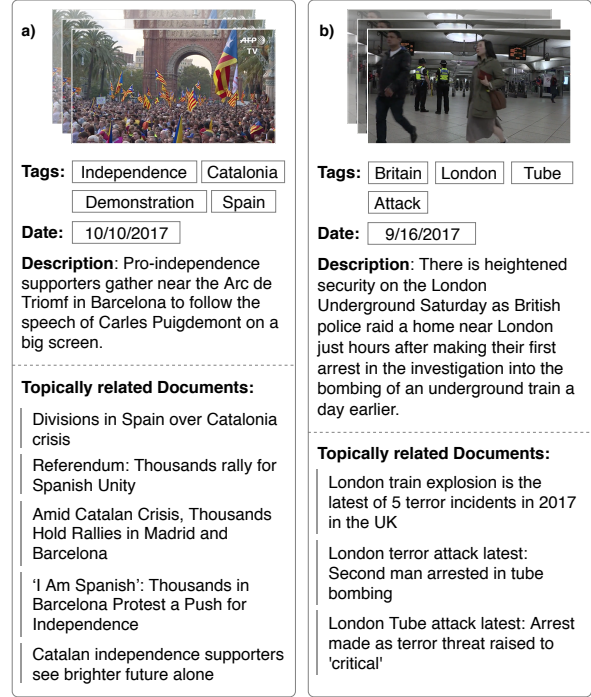 a)
AFP
TV
Tags: Independence Catalonia
Demonstration Spain
Date: 10/10/2017
Description: Pro-independence
supporters gather near the Arc de
Triomf in Barcelona to follow the
speech of Carles Puigdemont on a
big screen.
Topically related Documents:
Divisions in Spain over Catalonia
crisis
Referendum: Thousands rally for
Spanish Unity
Amid Catalan Crisis, Thousands
Hold Rallies in Madrid and
Barcelona
‘I Am Spanish’: Thousands in
Barcelona Protest a Push for
Independence
Catalan independence supporters
see brighter future alone
b)
Tags: Britain London Tube
Attack
Date: 9/16/2017
Description: There is heightened
security on the London
Underground Saturday as British
police raid a home near London
just hours after making their first
arrest in the investigation into the
bombing of an underground train a
day earlier.
Topically related Documents:
London train explosion is the
latest of 5 terror incidents in 2017
in the UK
London terror attack latest:
Second man arrested in tube
bombing
London Tube attack latest: Arrest
made as terror threat raised to
'critical'